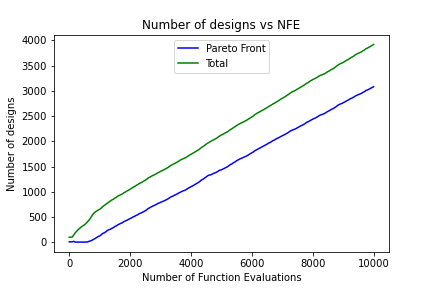 Number of designs vs NFE
Pareto Front
Total
Number of designs
4000
3500
3000
2500
2000
1500
1000
500
0
0 2000 4000 6000 8000 10000
Number of Function Evaluations